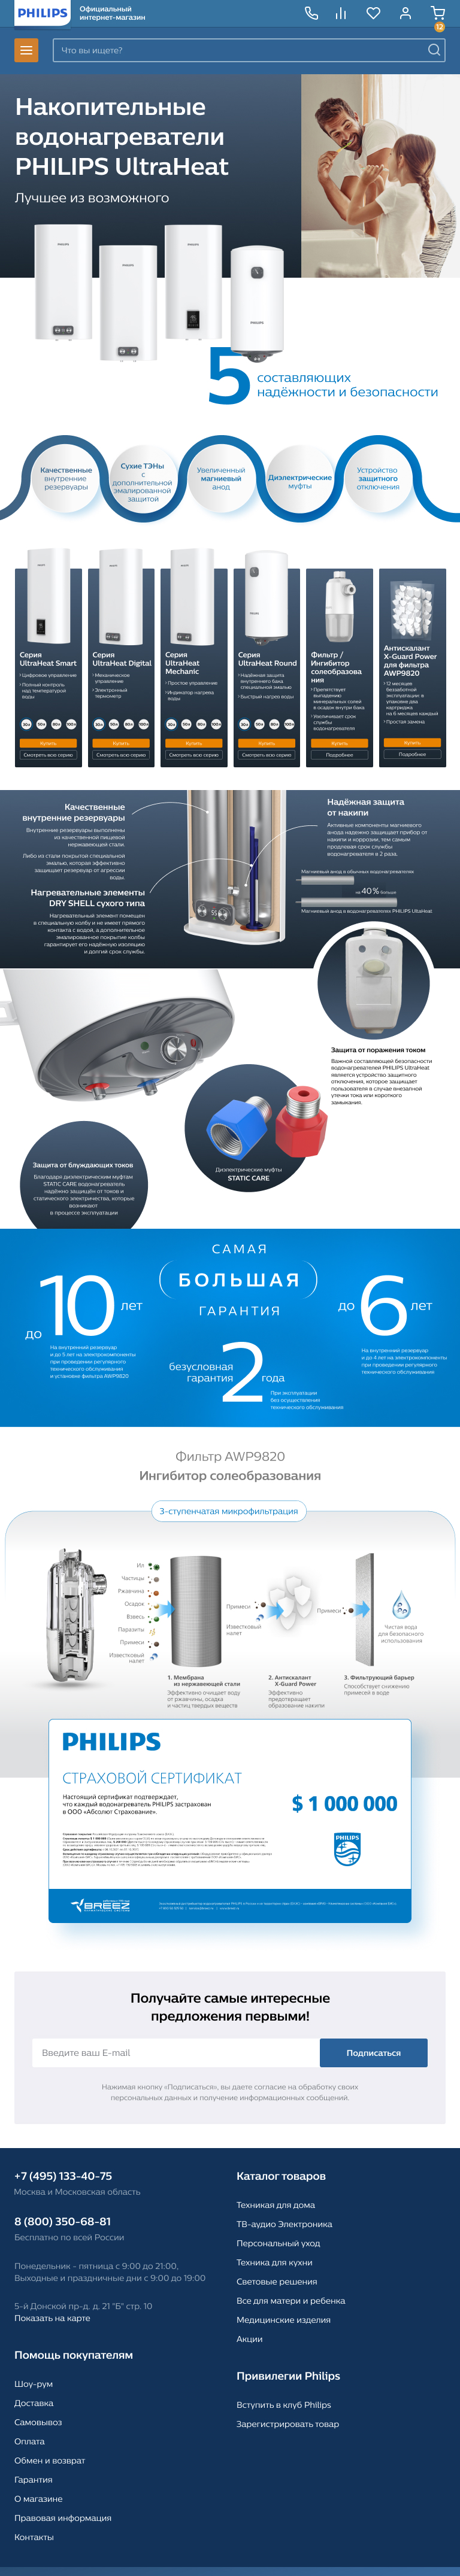 PHILIPS
Официальный
интернет-магазин
12
Что вы ищете?
Накопительные
водонагреватели
PHILIPS UltraHeat
Лучшее из возможного
5
составляющих
надёжности и безопасности
Качественные
внутренние
резервуары
Сухие ТЭНы
с
дополнительной
эмалированной
защитой
Увеличенный
магниевый
анод
Диэлектрические
муфты
Устройство
защитного
отключения
Серия
UltraHeat Smart
Цифровое управление
Полный контроль
над температурой
воды
30л 50л 80л 100л
Купить
Смотреть всю серию
Серия
UltraHeat Digital
Механическое
управление
Электронный
термометр
30л 50л 80л 100л
Купить
Смотреть всю серию
Серия
UltraHeat
Mechanic
Простое управление
Индикатор нагрева
воды
30л 50л 80л 100л
Купить
Смотреть всю серию
Серия
UltraHeat Round
Надёжная защита
внутреннего бака
специальной эмалью
Быстрый нагрев воды
30л 50л 80л 100л
Купить
Смотреть всю серию
Фильтр /
Ингибитор
солеобразова
ния
Препятствует
выпадению
минеральных солей
в осадок внутри бака
Увеличивает срок
службы
водонагревателя
Купить
Подробнее
Антискалант
X-Guard Power
для фильтра
AWP9820
12 месяцев
беззаботной
эксплуатации: в
упаковке два
картриджа
на 6 месяцев каждый
Простая замена
Купить
Подробнее
Качественные
внутренние резервуары
Внутренние резервуары выполнены
из качественной пищевой
нержавеющей стали.
Либо из стали покрытой специальной
эмалью, которая эффективно
защищает резервуар от агрессии
воды.
Нагревательные элементы
DRY SHELL сухого типа
Нагревательный элемент помещен
в специальную колбу и не имеет прямого
контакта с водой, а дополнительное
эмалированное покрытие колбы
гарантирует его надёжную изоляцию
и долгий срок службы.
Надёжная защита
от накипи
Активные компоненты магниевого
анода надежно защищает прибор от
накипи и коррозии, тем самым
продлевая срок службы
водонагревателя в 2 раза.
Магниевый анод в обычных водонагревателях
на 40% больше
Магниевый анод в водонагревателях PHILIPS UltaHeat
Защита от поражения током
Важной составляющей безопасности
водонагревателей PHILIPS UltraHeat
является устройство защитного
отключения, которое защищает
пользователя в случае внезапной
утечки тока или короткого
замыкания.
Диэлектрические муфты
STATIC CARE
Защита от блуждающих токов
Благодаря диэлектрическим муфтам
STATIC CARE водонагреватель
надёжно защищён от токов и
статического электричества, которые
возникают
в процессе эксплуатации
САМАЯ
БОЛЬШАЯ
ГАРАНТИЯ
до 10 лет
На внутренний резервуар
и до 5 лет на электрокомпоненты
при проведении регулярного
технического обслуживания
и установке фильтра AWP9820
до 6 лет
На внутренний резервуар
и до 4 лет на электрокомпоненты
при проведении регулярного
технического обслуживания
безусловная
гарантия 2 года
При эксплуатации
без осуществления
технического обслуживания
Фильтр AWP9820
Ингибитор солеобразования
3-ступенчатая микрофильтрация
Ил
Частицы
Ржавчина
Осадок
Взвесь
Паразиты
Примеси
Известковый
налет
Примеси
Известковый
налет
Примеси
Чистая вода
для безопасного
использования
1. Мембрана
из нержавеющей стали
Эффективно очищает воду
от ржавчины, осадка
и частиц твердых веществ
2. Антискалант
X-Guard Power
Эффективно
предотвращает
образование накипи
3. Фильтрующий барьер
Способствует снижению
примесей в воде
PHILIPS
СТРАХОВОЙ СЕРТИФИКАТ
Настоящий сертификат подтверждает,
что каждый водонагреватель PHILIPS застрахован
в ООО «Абсолют Страхование».
$ 1 000 000
PHILIPS
BREEZ
Получайте самые интересные
предложения первыми!
Введите ваш E-mail
Подписаться
Нажимая кнопку «Подписаться», вы даете согласие на обработку своих
персональных данных и получение информационных сообщений.
+7 (495) 133-40-75
Москва и Московская область
8 (800) 350-68-81
Бесплатно по всей России
Понедельник - пятница с 9:00 до 21:00,
Выходные и праздничные дни с 9:00 до 19:00
5-й Донской пр-д. д. 21 "Б" стр. 10
Показать на карте
Помощь покупателям
Шоу-рум
Доставка
Самовывоз
Оплата
Обмен и возврат
Гарантия
О магазине
Правовая информация
Контакты
Каталог товаров
Техникая для дома
ТВ-аудио Электроника
Персональный уход
Техника для кухни
Световые решения
Все для матери и ребенка
Медицинские изделия
Акции
Привилегии Philips
Вступить в клуб Philips
Зарегистрировать товар